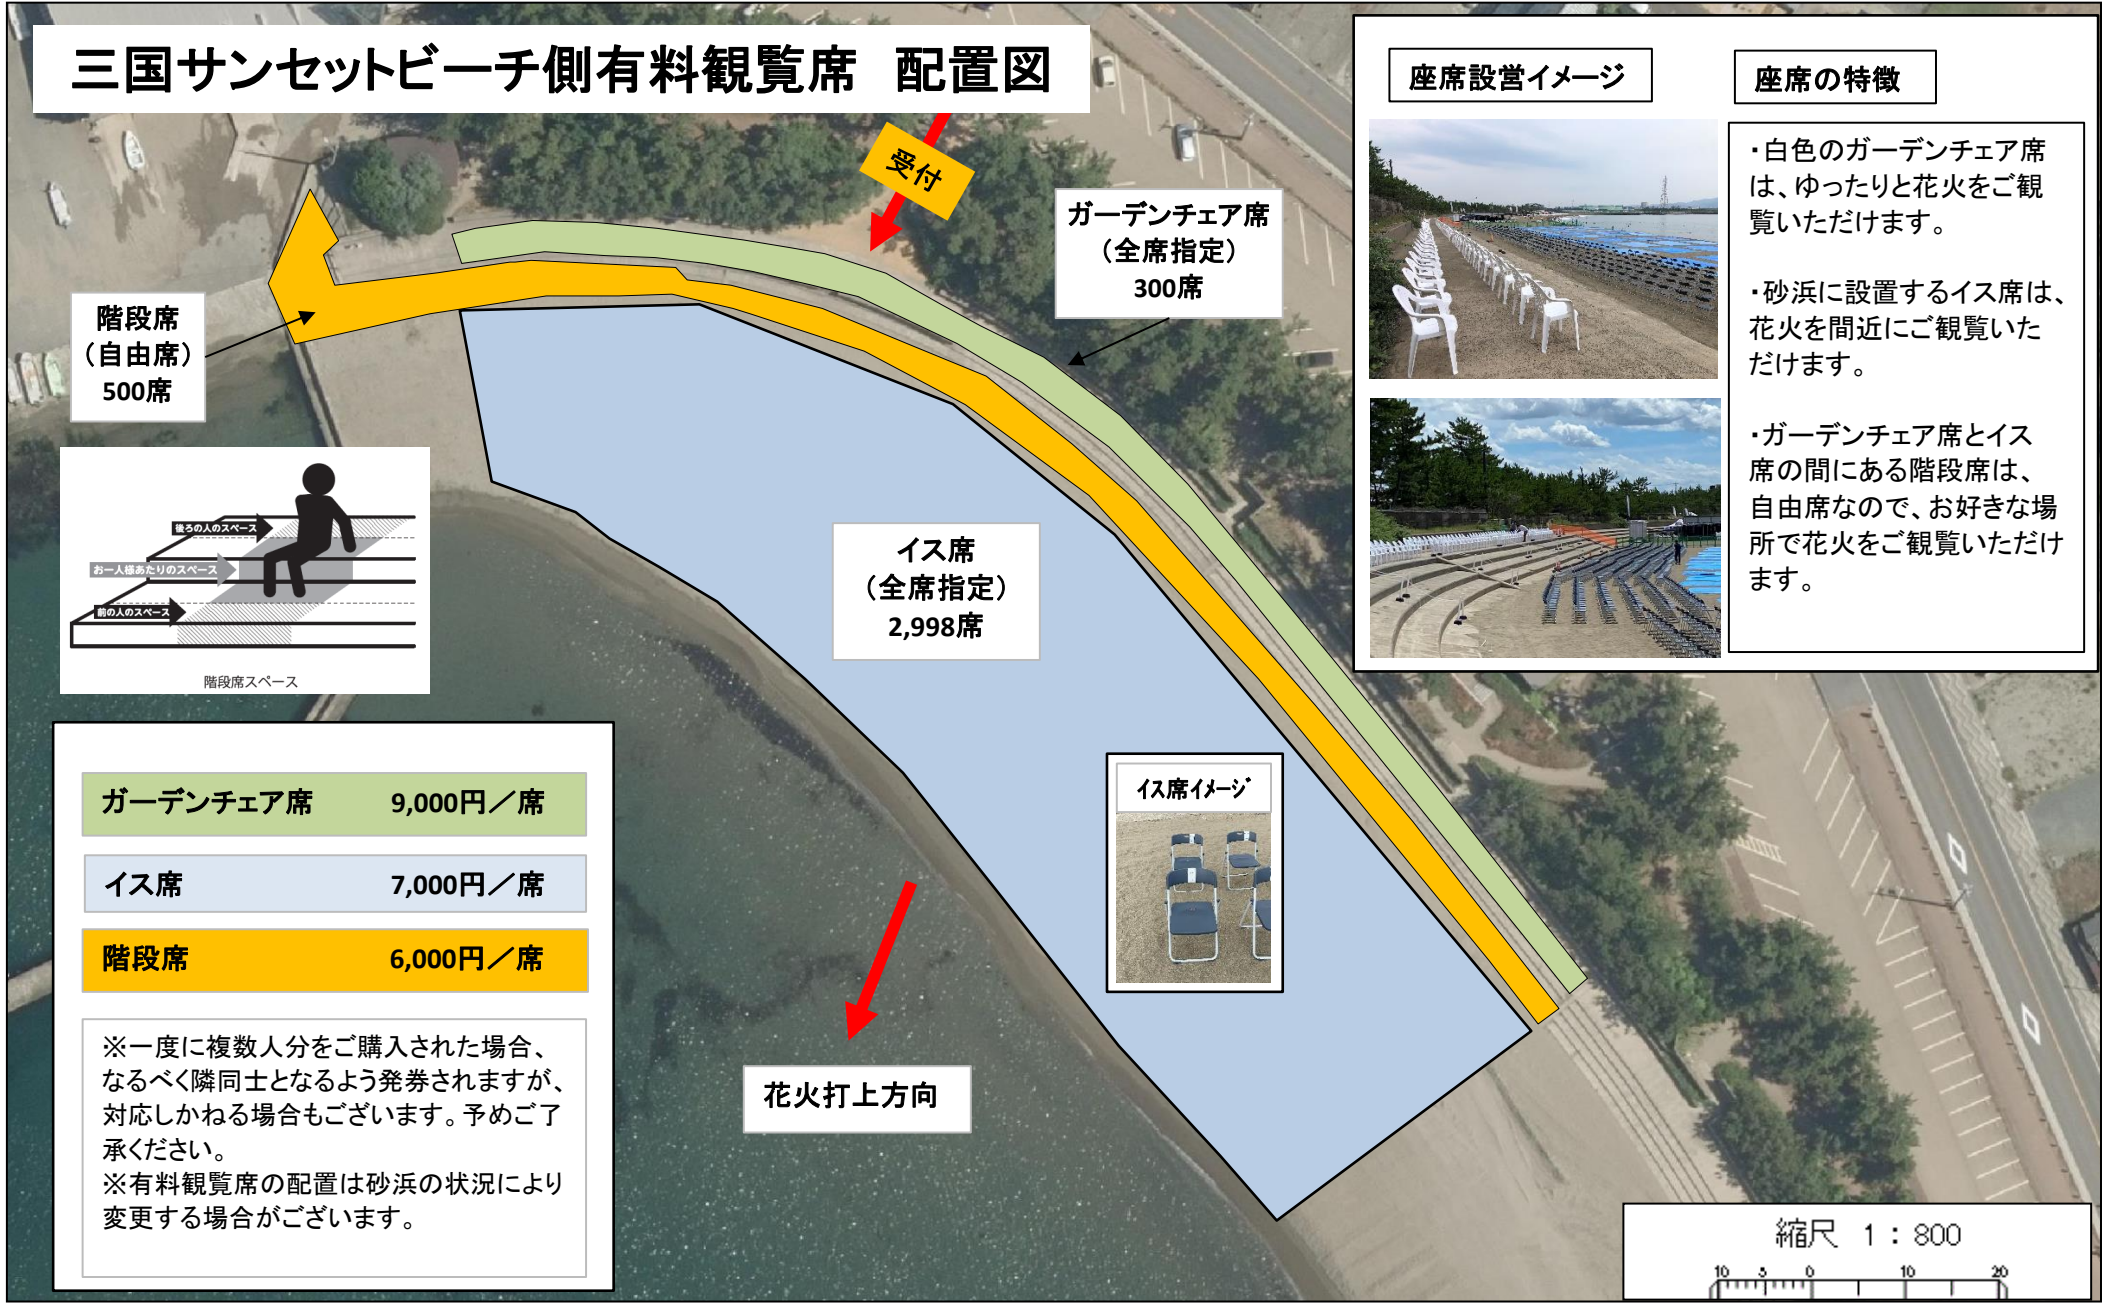 三国サンセットビーチ側有料観覧席　配置図
受付
ガーデンチェア席
（全席指定）
300席
階段席
（自由席）
500席
後ろの人のスペース
お一人様あたりのスペース
前の人のスペース
階段席スペース
イス席
（全席指定）
2,998席
イス席イメージ
花火打上方向
ガーデンチェア席　9,000円／席
イス席　7,000円／席
階段席　6,000円／席
※一度に複数人分をご購入された場合、
なるべく隣同士となるよう発券されますが、
対応しかねる場合もございます。予めご了
承ください。
※有料観覧席の配置は砂浜の状況により
変更する場合がございます。
座席設営イメージ
座席の特徴
・白色のガーデンチェア席
は、ゆったりと花火をご観
覧いただけます。
・砂浜に設置するイス席は、
花火を間近にご観覧いた
だけます。
・ガーデンチェア席とイス
席の間にある階段席は、
自由席なので、お好きな場
所で花火をご観覧いただけ
ます。
縮尺 1：800
10 5 0 10 20